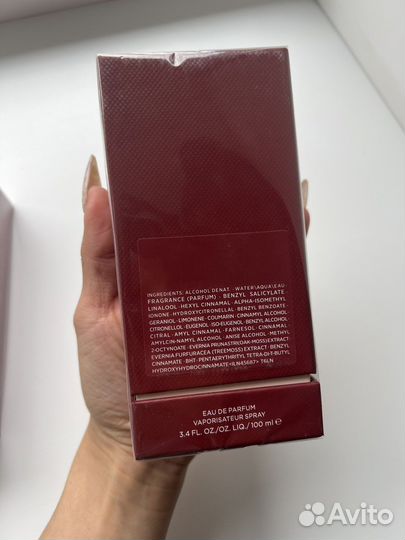 INGREDIENTS: ALCOHOL DENAT. • WATER\AQUA\EAU
FRAGRANCE (PARFUM) • BENZYL SALICYLATE
LINALOOL • HEXYL CINNAMAL • ALPHA-ISOMETHYL
IONONE • HYDROXYCITRONELLAL • BENZYL BENZOATE
GERANIOL • LIMONENE • COUMARIN • CINNAMYL ALCOHOL
CITRONELLOL • EUGENOL • ISOEUGENOL • BENZYL ALCOHOL
CITRAL • AMYL CINNAMAL • FARNESOL • CINNAMAL
AMYLCIN-NAMYL ALCOHOL • ANISE ALCOHOL • METHYL
2-OCTYNOATE • EVERNIA PRUNASTRI(OAK-MOSS) EXTRACT
EVERNIA FURFURACEA (TREEMOSS) EXTRACT • BENZYL
CINNAMATE • BHT • PENTAERYTHRITYL TETRA-DI-T-BUTYL
HYDROXYHYDROCINNAMATE <ILN45687>
EAU DE PARFUM
VAPORISATEUR SPRAY
3.4 FL. OZ./OZ. LIQ./100 ml ℮
Avito